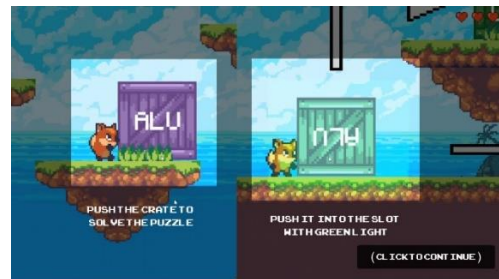 ALU
ALU
PUSH THE CRATE TO
SOLVE THE PUZZLE
PUSH IT INTO THE SLOT
WITH GREEN LIGHT
(CLICK TO CONTINUE)